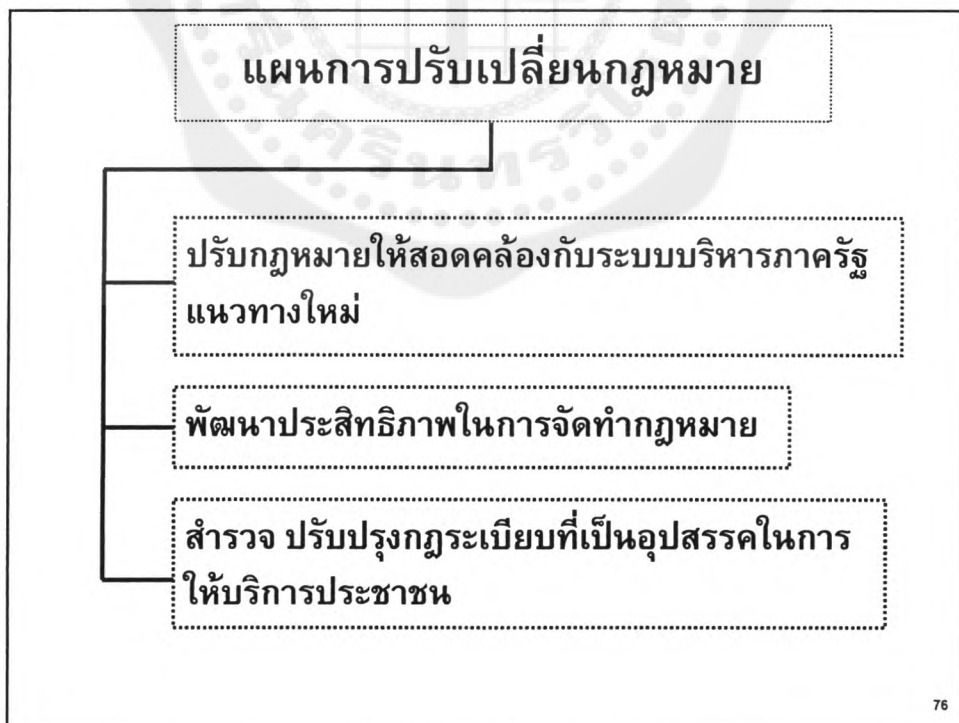 แผนการปรับเปลี่ยนกฎหมาย
ปรับกฎหมายให้สอดคล้องกับระบบบริหารภาครัฐ
แนวทางใหม่
พัฒนาประสิทธิภาพในการจัดทำกฎหมาย
สำรวจ ปรับปรุงกฎระเบียบที่เป็นอุปสรรคในการ
ให้บริการประชาชน
76